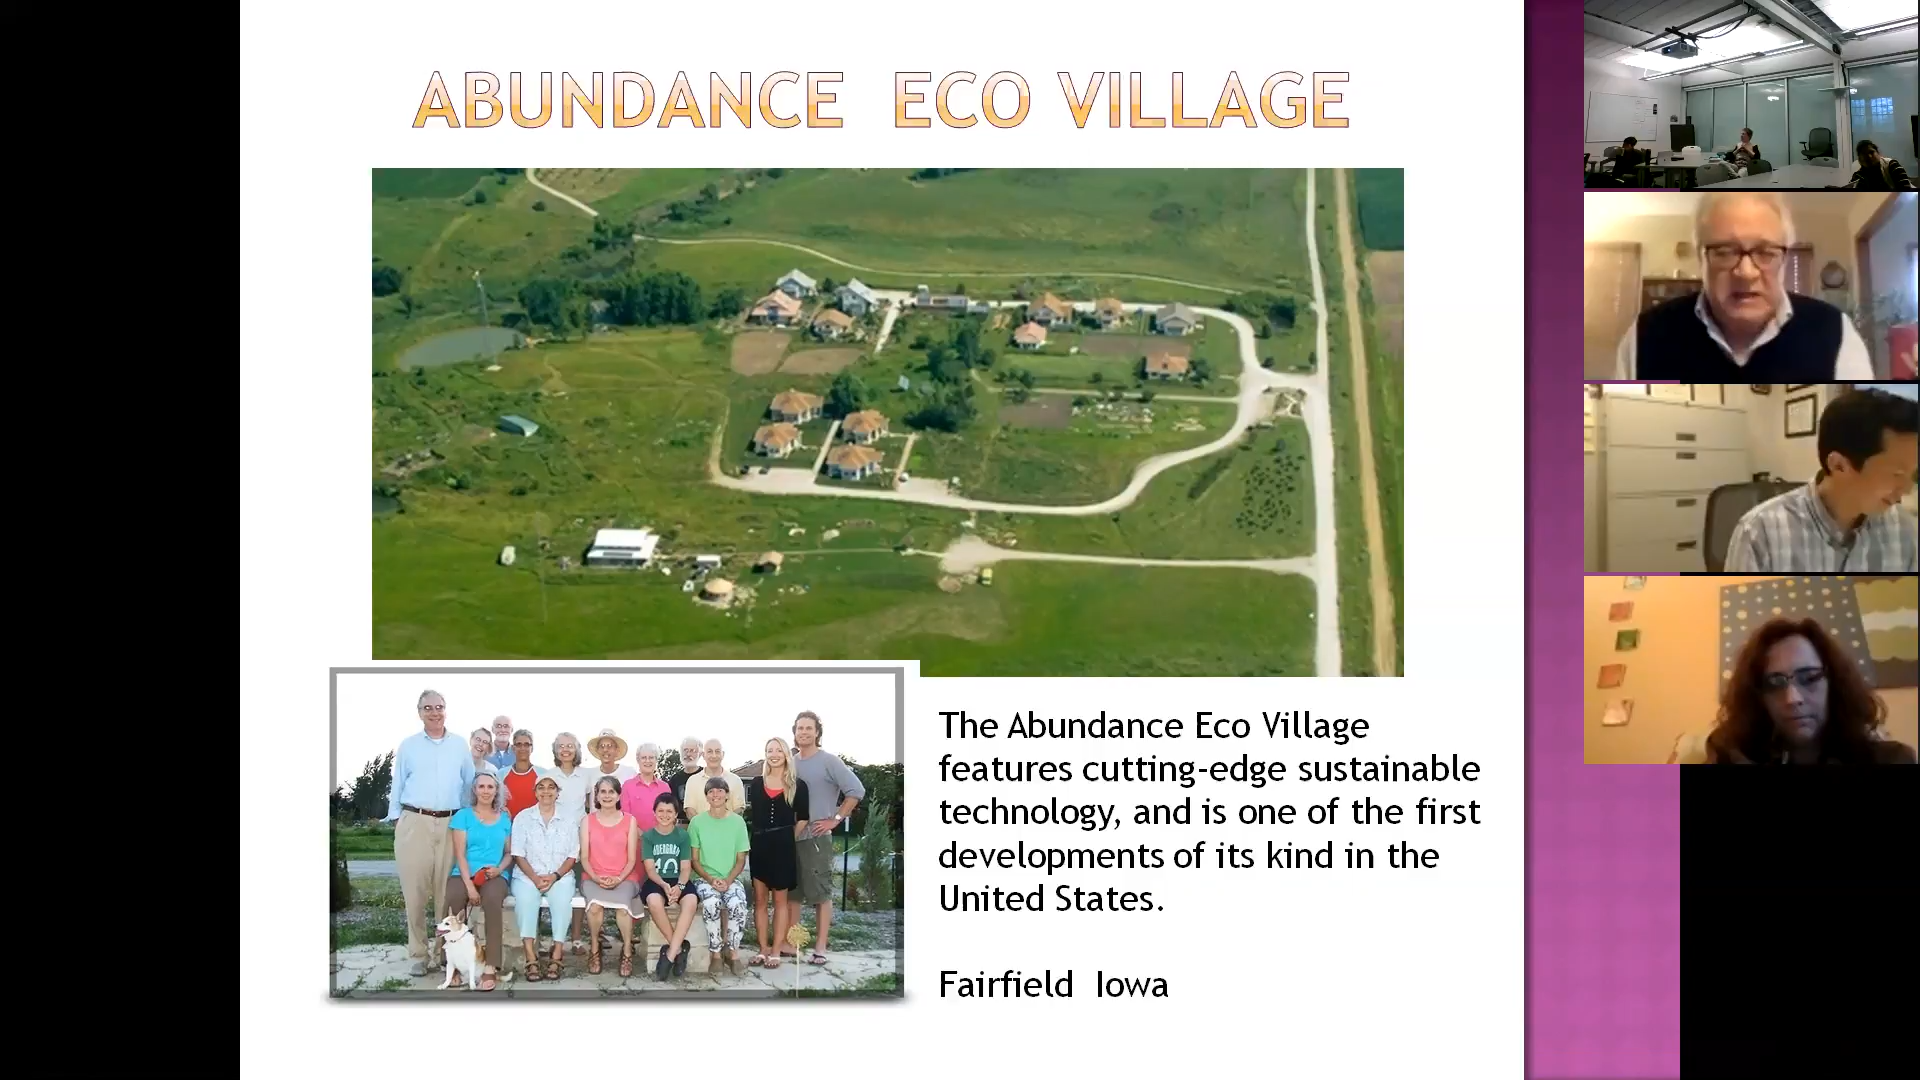 ABUNDANCE ECO VILLAGE
The Abundance Eco Village
features cutting-edge sustainable
technology, and is one of the first
developments of its kind in the
United States.
Fairfield Iowa